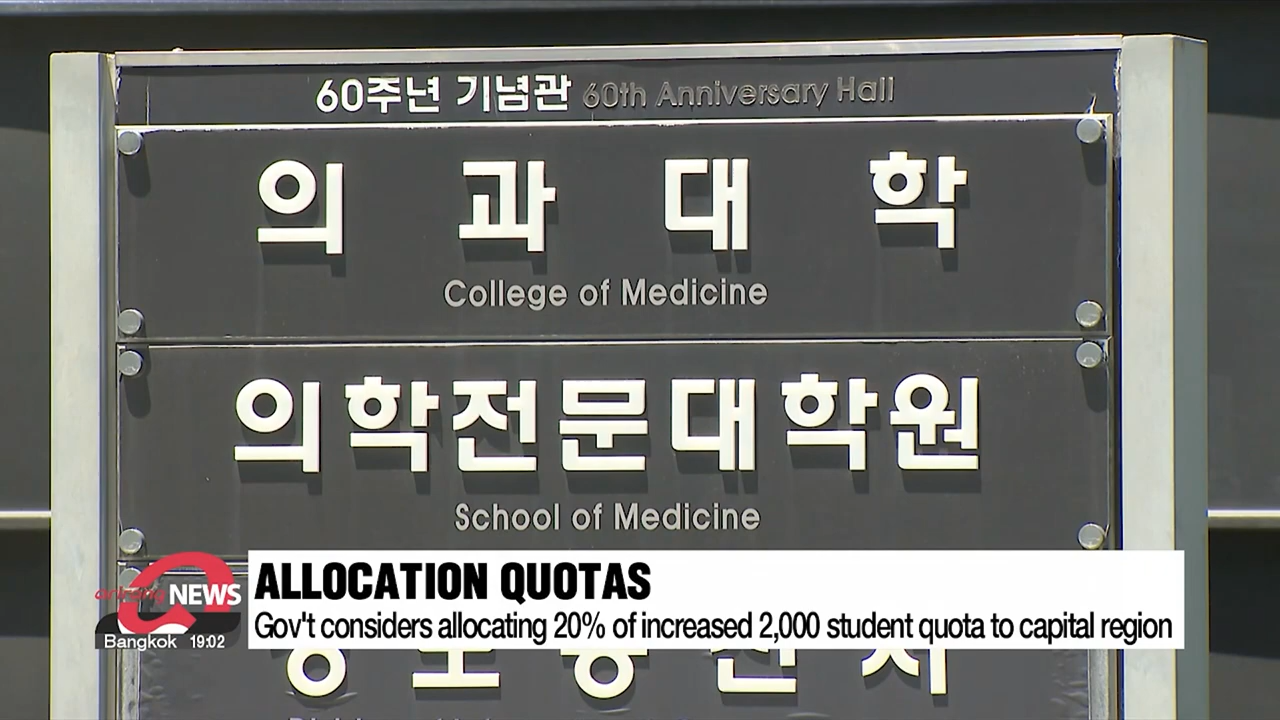 60주년 기념관 60th Anniversary Hall
의과대학
College of Medicine
의학전문대학원
School of Medicine
arirang NEWS
ALLOCATION QUOTAS
Gov't considers allocating 20% of increased 2,000 student quota to capital region
Bangkok 19:02